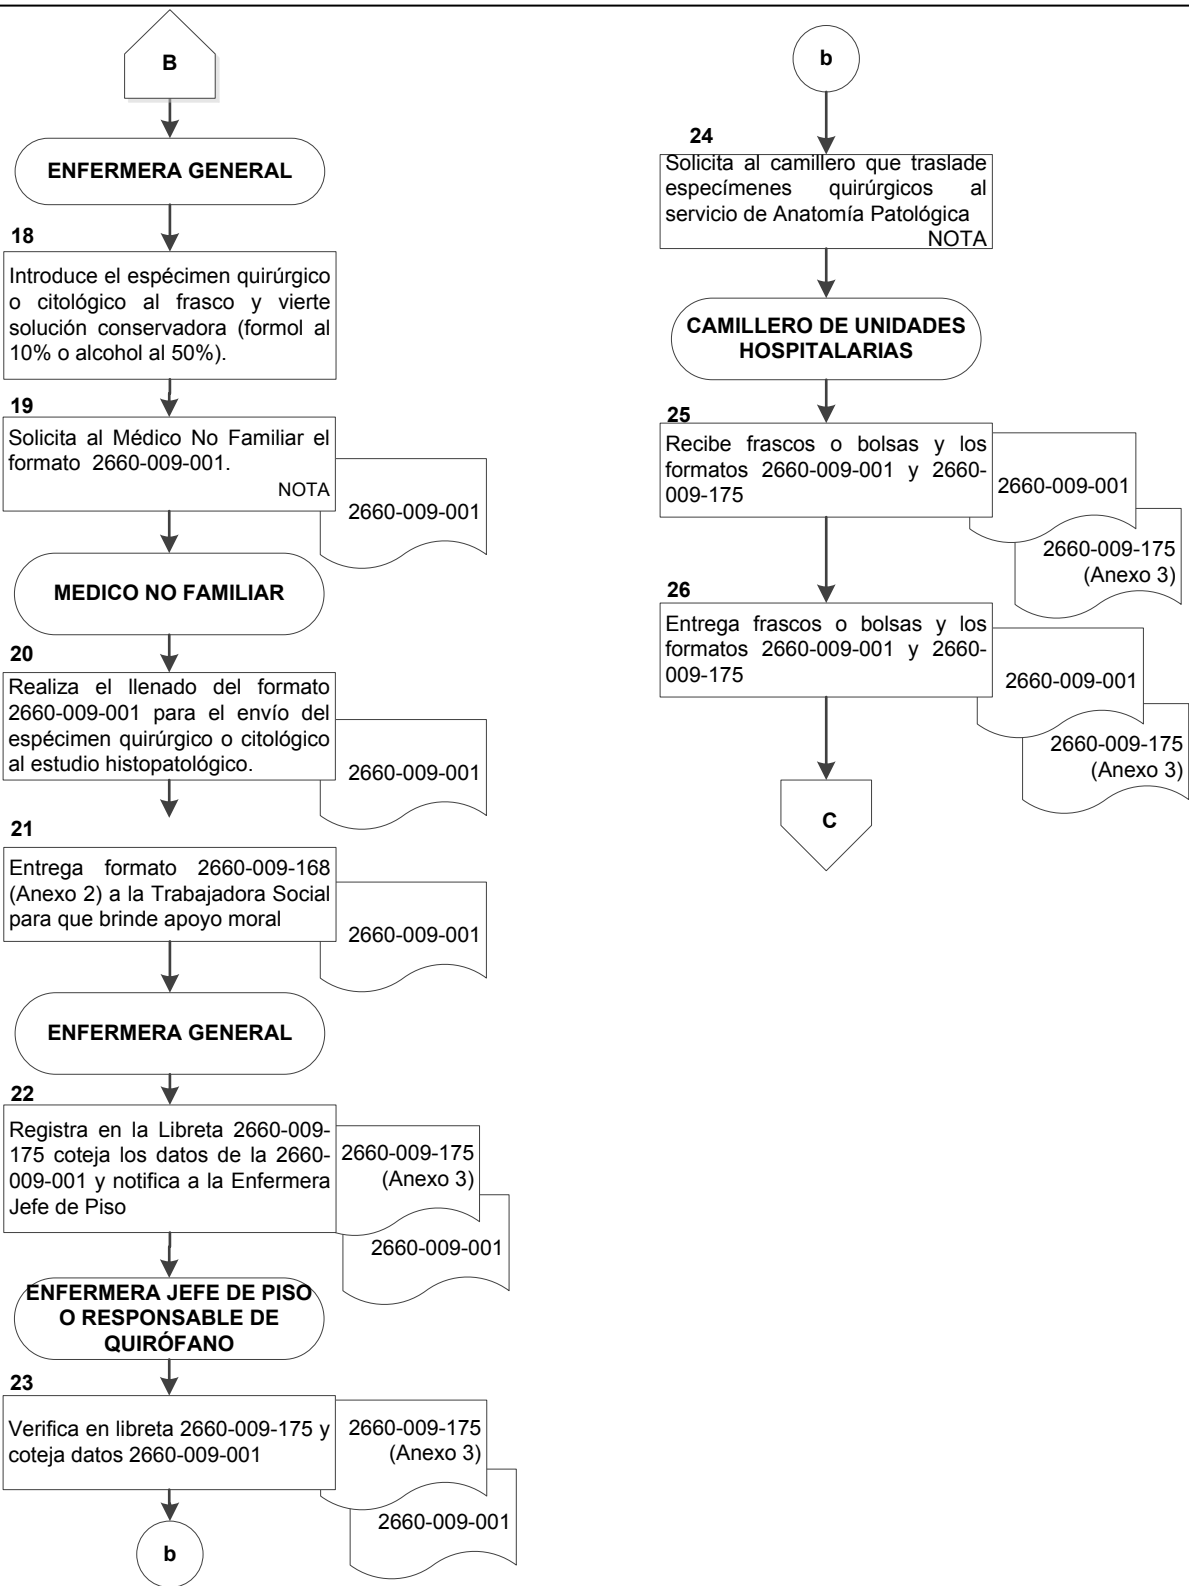 B
ENFERMERA GENERAL
18
Introduce el espécimen quirúrgico
o citológico al frasco y vierte
solución conservadora (formol al
10% o alcohol al 50%).
19
Solicita al Médico No Familiar el
formato 2660-009-001.
NOTA
2660-009-001
MEDICO NO FAMILIAR
20
Realiza el llenado del formato
2660-009-001 para el envío del
espécimen quirúrgico o citológico
al estudio histopatológico.
2660-009-001
21
Entrega formato 2660-009-168
(Anexo 2) a la Trabajadora Social
para que brinde apoyo moral
2660-009-001
ENFERMERA GENERAL
22
Registra en la Libreta 2660-009-
175 coteja los datos de la 2660-
009-001 y notifica a la Enfermera
Jefe de Piso
2660-009-175
(Anexo 3)
2660-009-001
ENFERMERA JEFE DE PISO
O RESPONSABLE DE
QUIRÓFANO
23
Verifica en libreta 2660-009-175 y
coteja datos 2660-009-001
2660-009-175
(Anexo 3)
2660-009-001
b
b
24
Solicita al camillero que traslade
especímenes quirúrgicos al
servicio de Anatomía Patológica
NOTA
CAMILLERO DE UNIDADES
HOSPITALARIAS
25
Recibe frascos o bolsas y los
formatos 2660-009-001 y 2660-
009-175
2660-009-001
2660-009-175
(Anexo 3)
26
Entrega frascos o bolsas y los
formatos 2660-009-001 y 2660-
009-175
2660-009-001
2660-009-175
(Anexo 3)
C